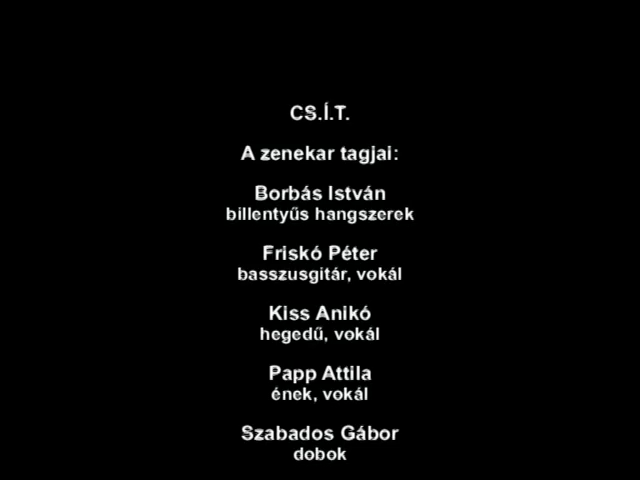 CS.Í.T.
A zenekar tagjai:
Borbás István
billentyűs hangszerek
Friskó Péter
basszusgitár, vokál
Kiss Anikó
hegedű, vokál
Papp Attila
ének, vokál
Szabados Gábor
dobok